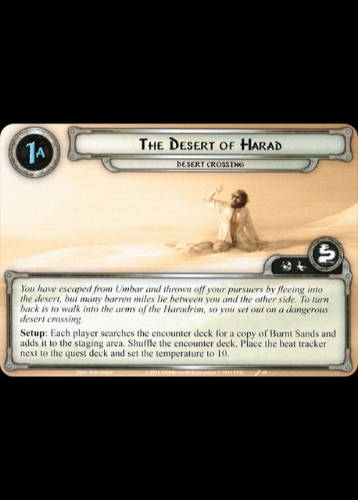 1A
The Desert of Harad
Desert Crossing
You have escaped from Umbar and thrown off your pursuers by fleeing into
the desert, but many barren miles lie between you and the other side. To turn
back is to walk into the arms of the Haradrim, so you set out on a dangerous
desert crossing.
Setup: Each player searches the encounter deck for a copy of Burnt Sands and
adds it to the staging area. Shuffle the encounter deck. Place the heat tracker
next to the quest deck and set the temperature to 10.